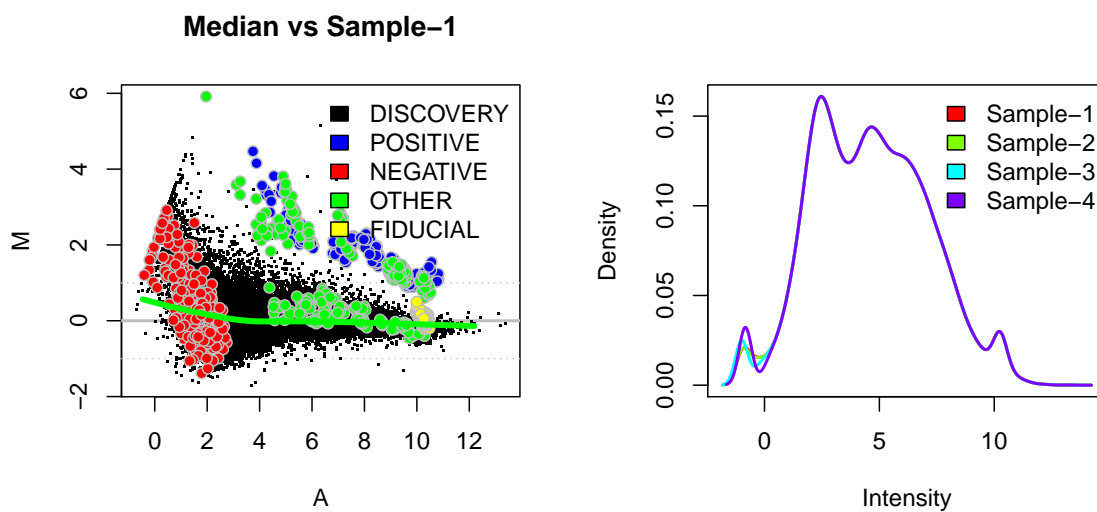 Median vs Sample−1
M
6
4
2
0
−2
DISCOVERY
POSITIVE
NEGATIVE
OTHER
FIDUCIAL
0 2 4 6 8 10 12
A
Density
0.15
0.10
0.05
0.00
Sample−1
Sample−2
Sample−3
Sample−4
0 5 10
Intensity